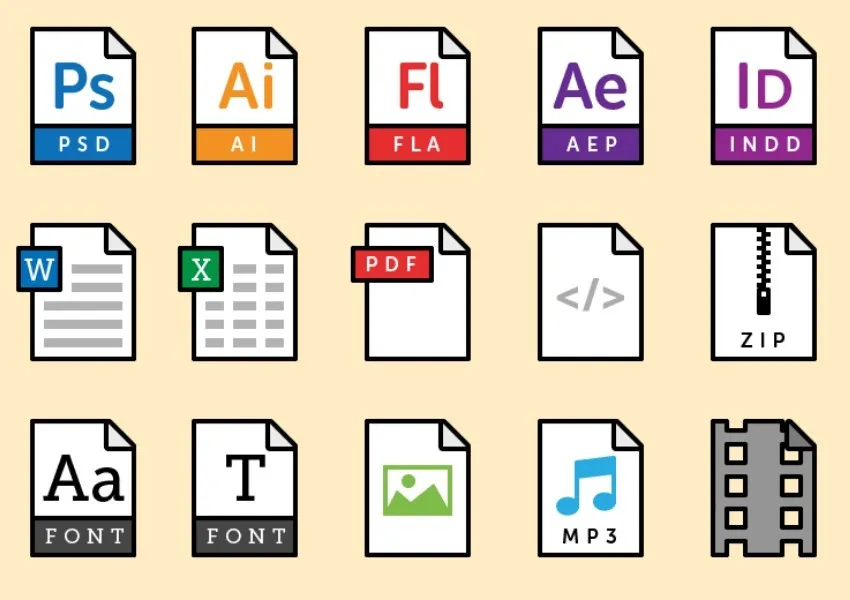 Ps Ai Fl Ae ID
PSD AI FLA AEP INDD
W X PDF </>
ZIP
Aa T
FONT FONT MP3